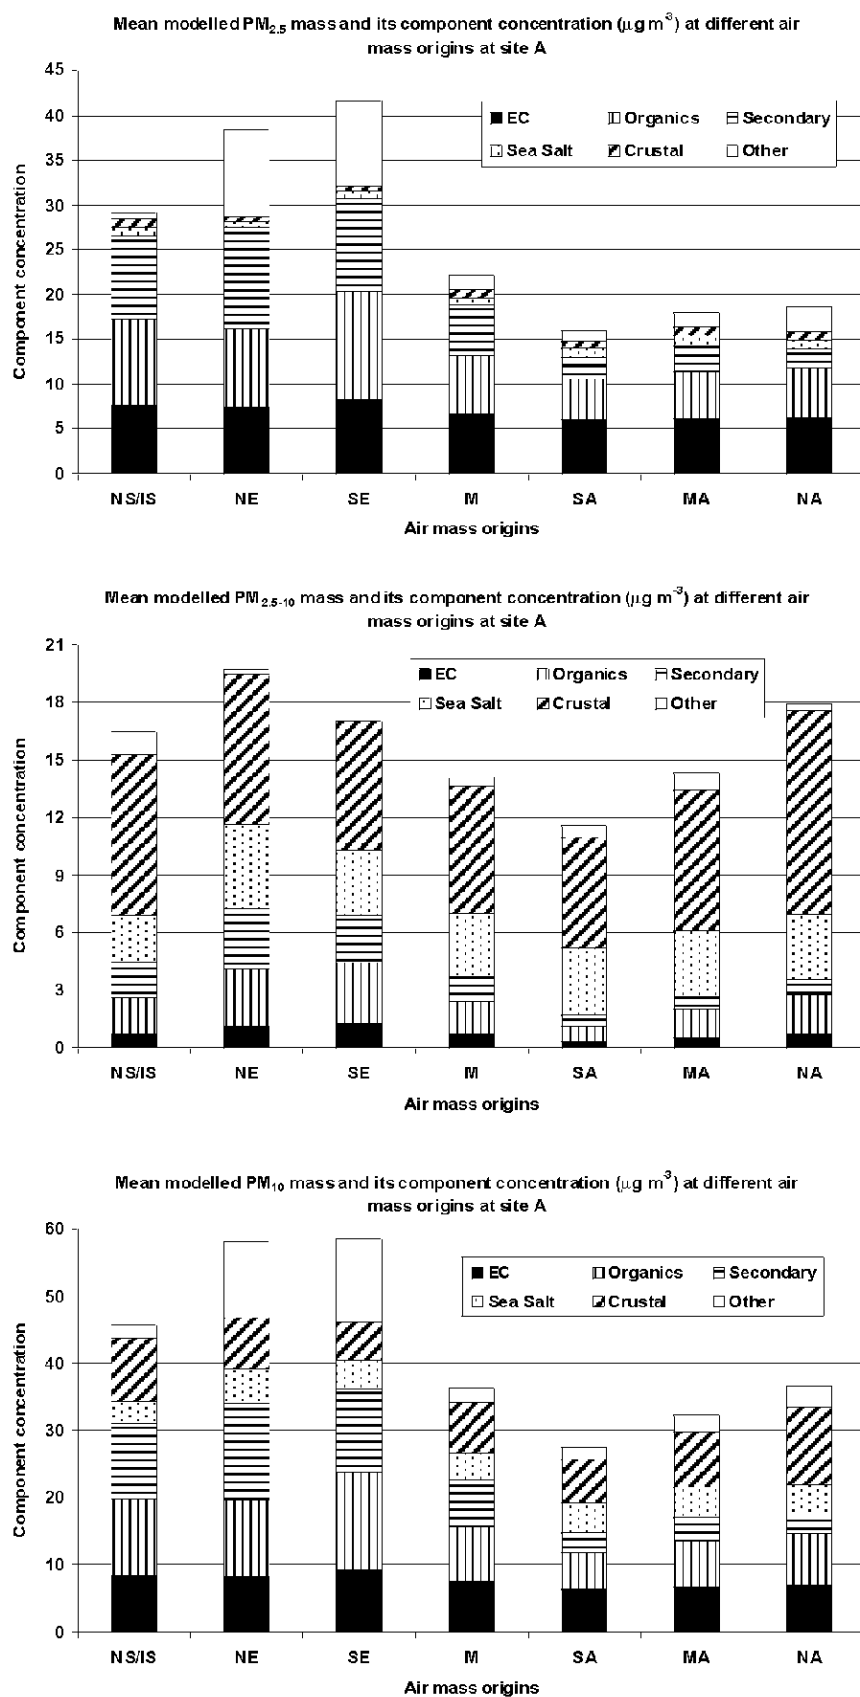 Mean modelled PM2.5 mass and its component concentration (μg m-3) at different air
mass origins at site A
45
40
35
30
25
20
15
10
5
0
Component concentration
EC Organics Secondary
Sea Salt Crustal Other
NS/IS NE SE M SA MA NA
Air mass origins
Mean modelled PM2.5-10 mass and its component concentration (μg m-3) at different air
mass origins at site A
21
18
15
12
9
6
3
0
Component concentration
EC Organics Secondary
Sea Salt Crustal Other
NS/IS NE SE M SA MA NA
Air mass origins
Mean modelled PM10 mass and its component concentration (μg m-3) at different air
mass origins at site A
60
50
40
30
20
10
0
Component concentration
EC Organics Secondary
Sea Salt Crustal Other
NS/IS NE SE M SA MA NA
Air mass origins